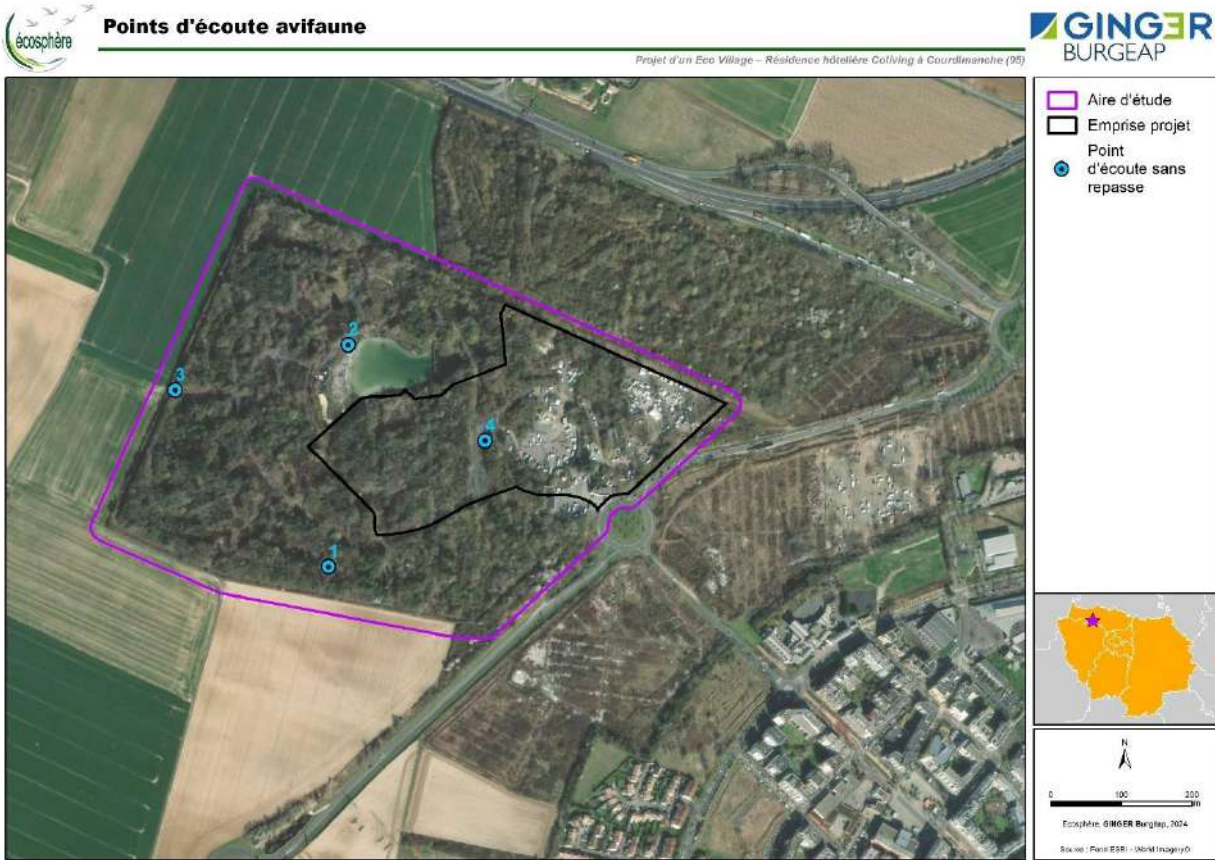 écosphère
Points d'écoute avifaune
GINGER
BURGEAP
Projet d'un Eco Village – Résidence hôtelière Coliving à Courdimanche (95)
Aire d'étude
Emprise projet
Point
d'écoute sans
repasse
2
3
4
1
N
0 100 200
m
Ecosphère, GINGER Burgeap, 2024
Source : Fond ESRI - World Imagery©